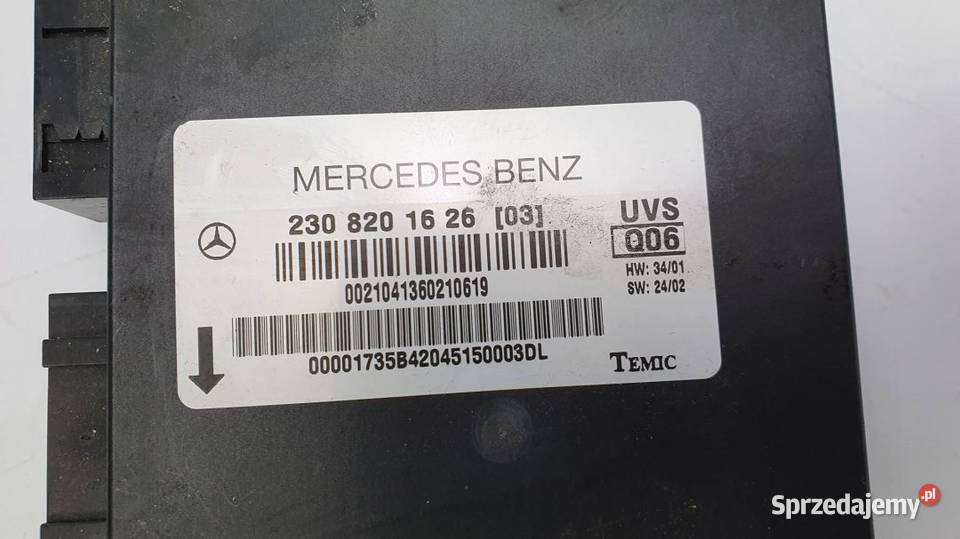 MERCEDES BENZ
230 820 16 26 [03]
UVS
Q06
HW: 34/01
SW: 24/02
0021041360210619
00001735B42045150003DL
TEMIC
Sprzedajemy.pl